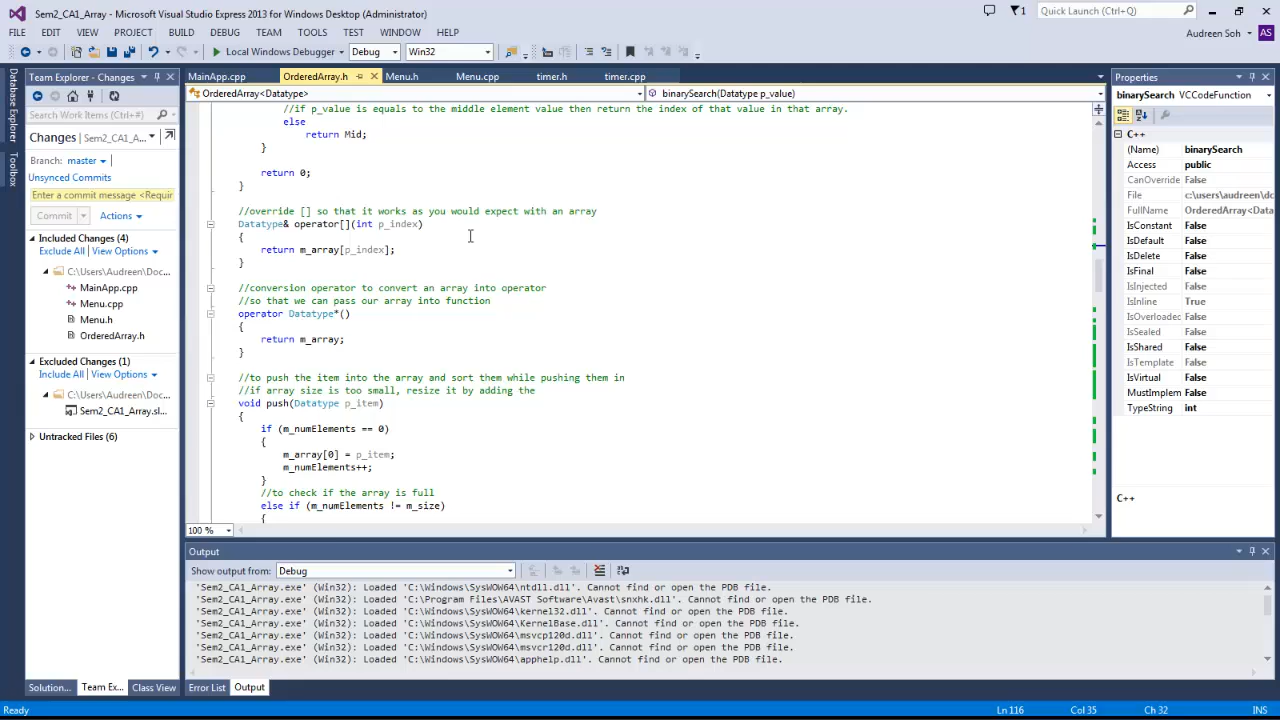 Sem2_CA1_Array - Microsoft Visual Studio Express 2013 for Windows Desktop (Administrator)
1
Quick Launch (Ctrl+Q)
FILE EDIT VIEW PROJECT BUILD DEBUG TEAM TOOLS TEST WINDOW HELP
Audreen Soh AS
Local Windows Debugger Debug Win32
Database Explorer
Toolbox
Team Explorer - Changes
Search Work Items (Ctrl+')
Changes | Sem2_CA1_A...
Branch: master
Unsynced Commits
Enter a commit message <Requir
Commit Actions
Included Changes (4)
Exclude All | View Options
C:\Users\Audreen\Doc...
MainApp.cpp
Menu.cpp
Menu.h
OrderedArray.h
Excluded Changes (1)
Include All | View Options
C:\Users\Audreen\Doc...
Sem2_CA1_Array.sl...
Untracked Files (6)
Solution... Team Ex... Class View
MainApp.cpp OrderedArray.h Menu.h Menu.cpp timer.h timer.cpp
OrderedArray<Datatype> binarySearch(Datatype p_value)
//if p_value is equals to the middle element value then return the index of that value in that array.
else
return Mid;
}
return 0;
}
//override [] so that it works as you would expect with an array
Datatype& operator[](int p_index)
{
return m_array[p_index];
}
//conversion operator to convert an array into operator
//so that we can pass our array into function
operator Datatype*()
{
return m_array;
}
//to push the item into the array and sort them while pushing them in
//if array size is too small, resize it by adding the
void push(Datatype p_item)
{
if (m_numElements == 0)
{
m_array[0] = p_item;
m_numElements++;
}
//to check if the array is full
else if (m_numElements != m_size)
{
100 %
Output
Show output from: Debug
'Sem2_CA1_Array.exe' (Win32): Loaded 'C:\Windows\SysWOW64\ntdll.dll'. Cannot find or open the PDB file.
'Sem2_CA1_Array.exe' (Win32): Loaded 'C:\Program Files\AVAST Software\Avast\snxhk.dll'. Cannot find or open the PDB file.
'Sem2_CA1_Array.exe' (Win32): Loaded 'C:\Windows\SysWOW64\kernel32.dll'. Cannot find or open the PDB file.
'Sem2_CA1_Array.exe' (Win32): Loaded 'C:\Windows\SysWOW64\KernelBase.dll'. Cannot find or open the PDB file.
'Sem2_CA1_Array.exe' (Win32): Loaded 'C:\Windows\SysWOW64\msvcp120d.dll'. Cannot find or open the PDB file.
'Sem2_CA1_Array.exe' (Win32): Loaded 'C:\Windows\SysWOW64\msvcr120d.dll'. Cannot find or open the PDB file.
'Sem2_CA1_Array.exe' (Win32): Loaded 'C:\Windows\SysWOW64\apphelp.dll'. Cannot find or open the PDB file.
Error List Output
Properties
binarySearch VCCodeFunction
C++
(Name) binarySearch
Access public
CanOverride False
File c:\users\audreen\dc
FullName OrderedArray<Data
IsConstant False
IsDefault False
IsDelete False
IsFinal False
IsInjected False
IsInline True
IsOverloaded False
IsSealed False
IsShared False
IsTemplate False
IsVirtual False
MustImplem False
TypeString int
C++
Ready Ln 116 Col 35 Ch 32 INS